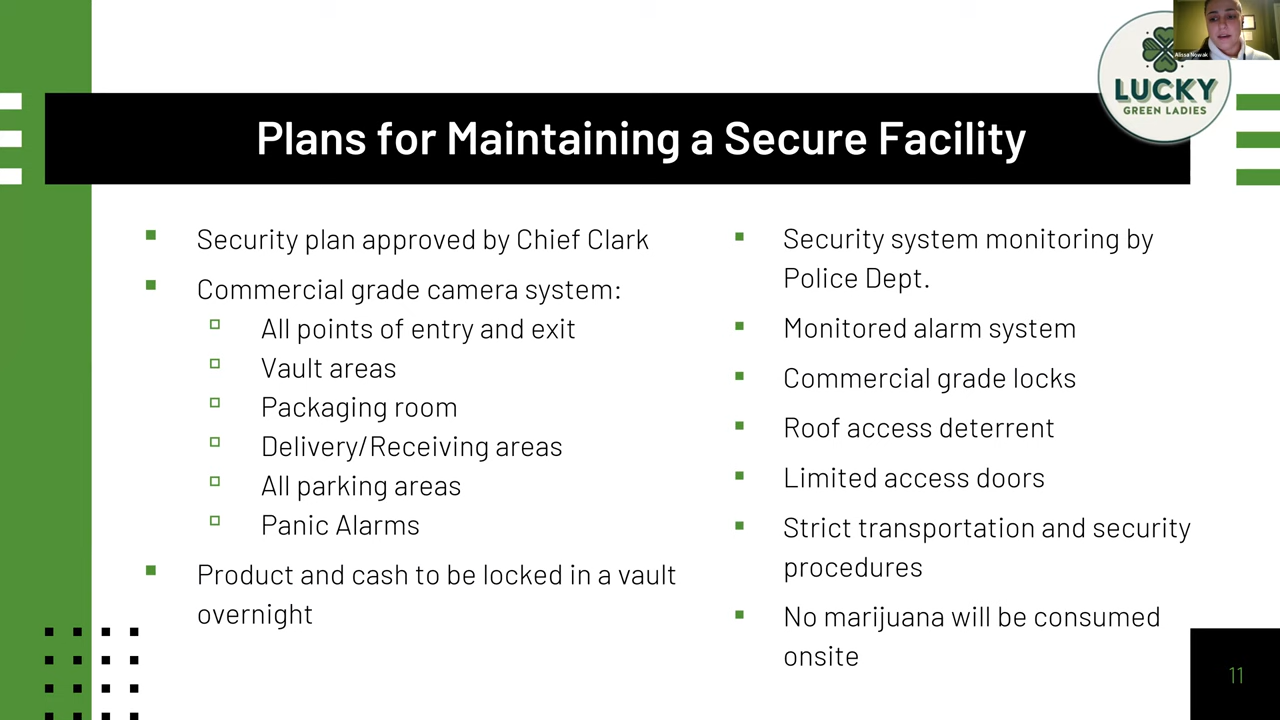 Alissa Nowak
LUCKY
GREEN LADIES
Plans for Maintaining a Secure Facility
Security plan approved by Chief Clark
Commercial grade camera system:
All points of entry and exit
Vault areas
Packaging room
Delivery/Receiving areas
All parking areas
Panic Alarms
Product and cash to be locked in a vault
overnight
Security system monitoring by
Police Dept.
Monitored alarm system
Commercial grade locks
Roof access deterrent
Limited access doors
Strict transportation and security
procedures
No marijuana will be consumed
onsite
11